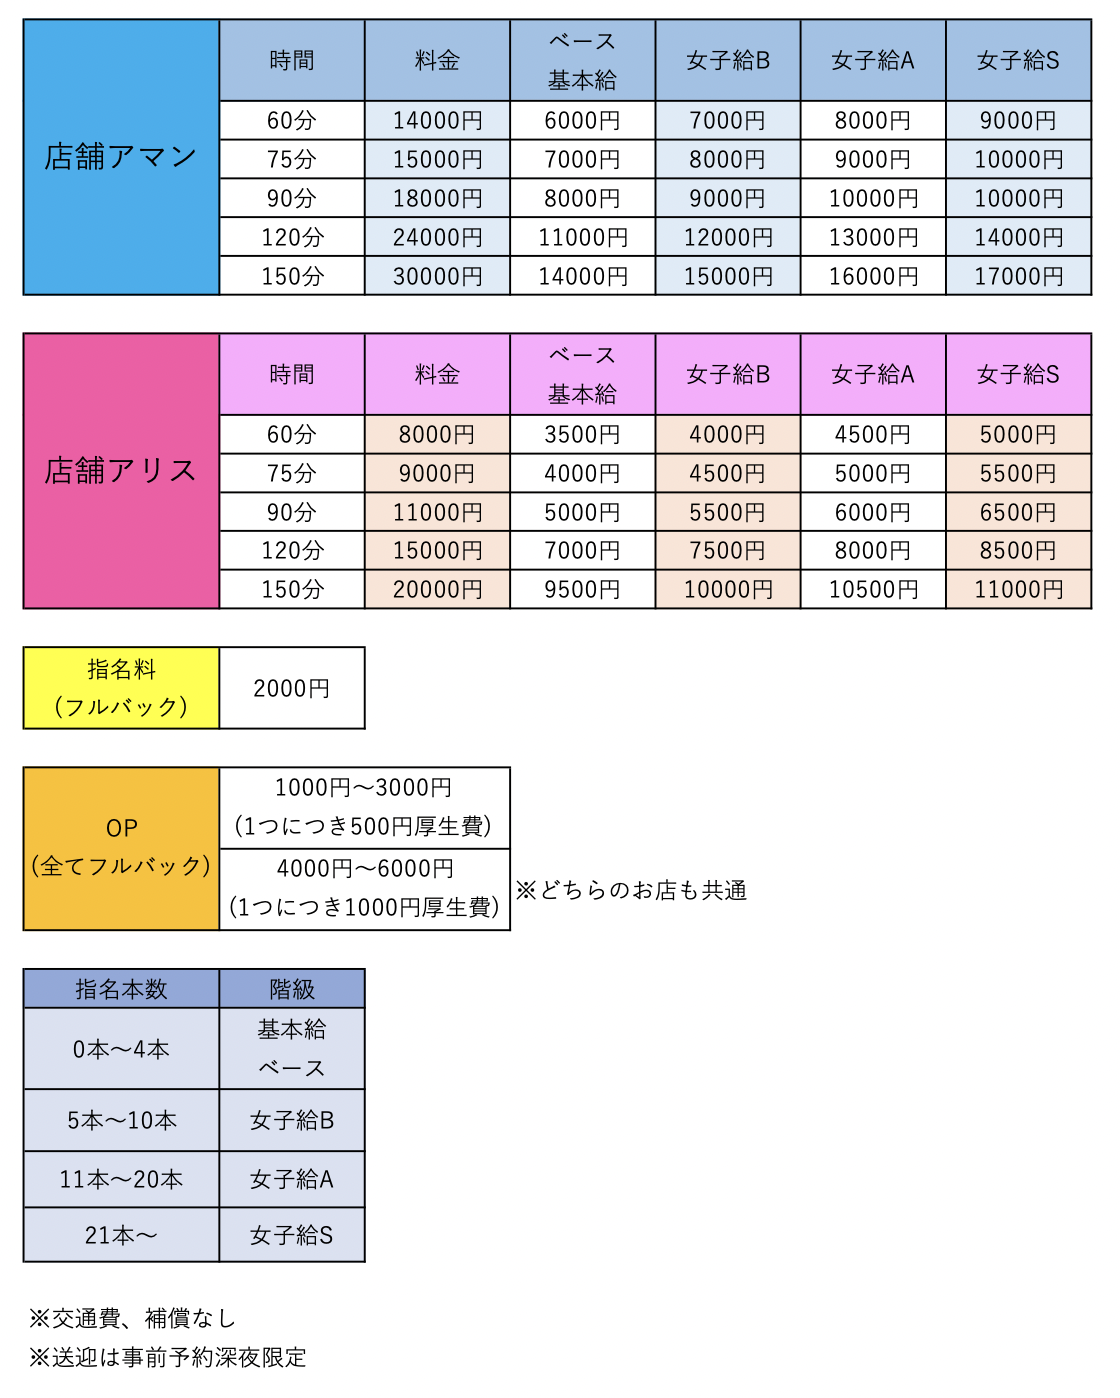 店舗アマン
時間 料金 ベース 基本給 女子給B 女子給A 女子給S
60分 14000円 6000円 7000円 8000円 9000円
75分 15000円 7000円 8000円 9000円 10000円
90分 18000円 8000円 9000円 10000円 10000円
120分 24000円 11000円 12000円 13000円 14000円
150分 30000円 14000円 15000円 16000円 17000円
店舗アリス
時間 料金 ベース 基本給 女子給B 女子給A 女子給S
60分 8000円 3500円 4000円 4500円 5000円
75分 9000円 4000円 4500円 5000円 5500円
90分 11000円 5000円 5500円 6000円 6500円
120分 15000円 7000円 7500円 8000円 8500円
150分 20000円 9500円 10000円 10500円 11000円
指名料
(フルバック)
2000円
OP
(全てフルバック)
1000円〜3000円
(1つにつき500円厚生費)
4000円〜6000円
(1つにつき1000円厚生費)
※どちらのお店も共通
指名本数 階級
0本〜4本 基本給 ベース
5本〜10本 女子給B
11本〜20本 女子給A
21本〜 女子給S
※交通費、補償なし
※送迎は事前予約深夜限定